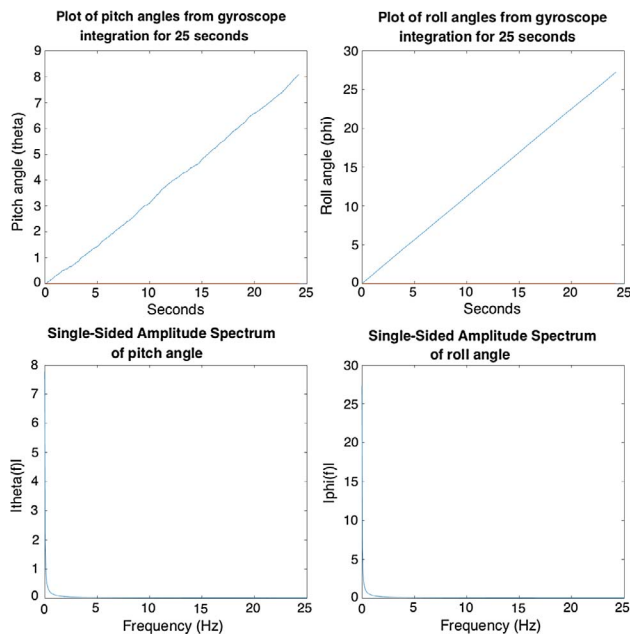 Plot of pitch angles from gyroscope
integration for 25 seconds
9
8
7
6
5
4
3
2
1
0
Pitch angle (theta)
0 5 10 15 20 25
Seconds
Plot of roll angles from gyroscope
integration for 25 seconds
30
25
20
15
10
5
0
Roll angle (phi)
0 5 10 15 20 25
Seconds
Single-Sided Amplitude Spectrum
of pitch angle
8
7
6
5
4
3
2
1
0
|theta(f)|
0 5 10 15 20 25
Frequency (Hz)
Single-Sided Amplitude Spectrum
of roll angle
30
25
20
15
10
5
0
|phi(f)|
0 5 10 15 20 25
Frequency (Hz)